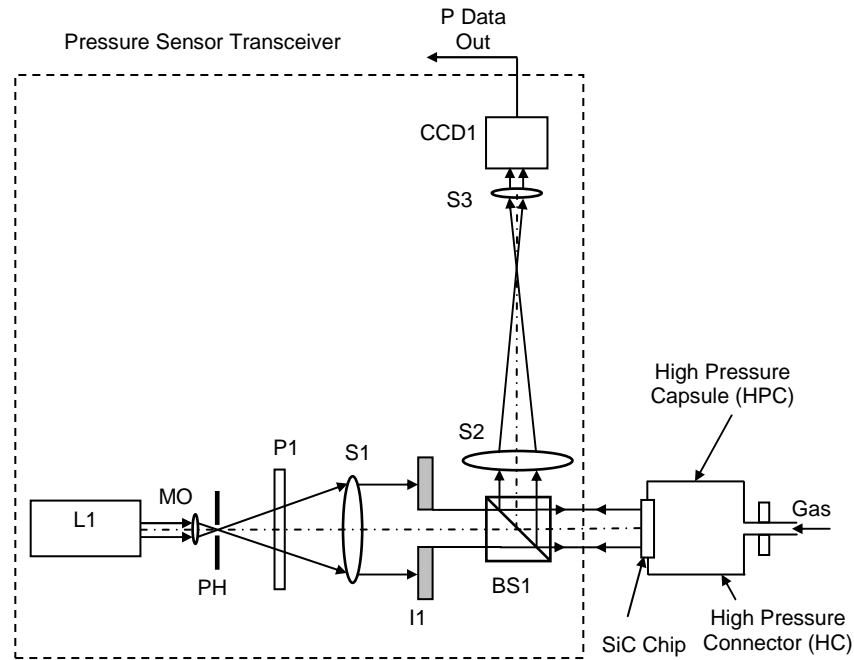 P Data
Out
Pressure Sensor Transceiver
CCD1
S3
High Pressure
Capsule (HPC)
S2
P1
S1
MO
L1
Gas
PH
I1
BS1
SiC Chip
High Pressure
Connector (HC)